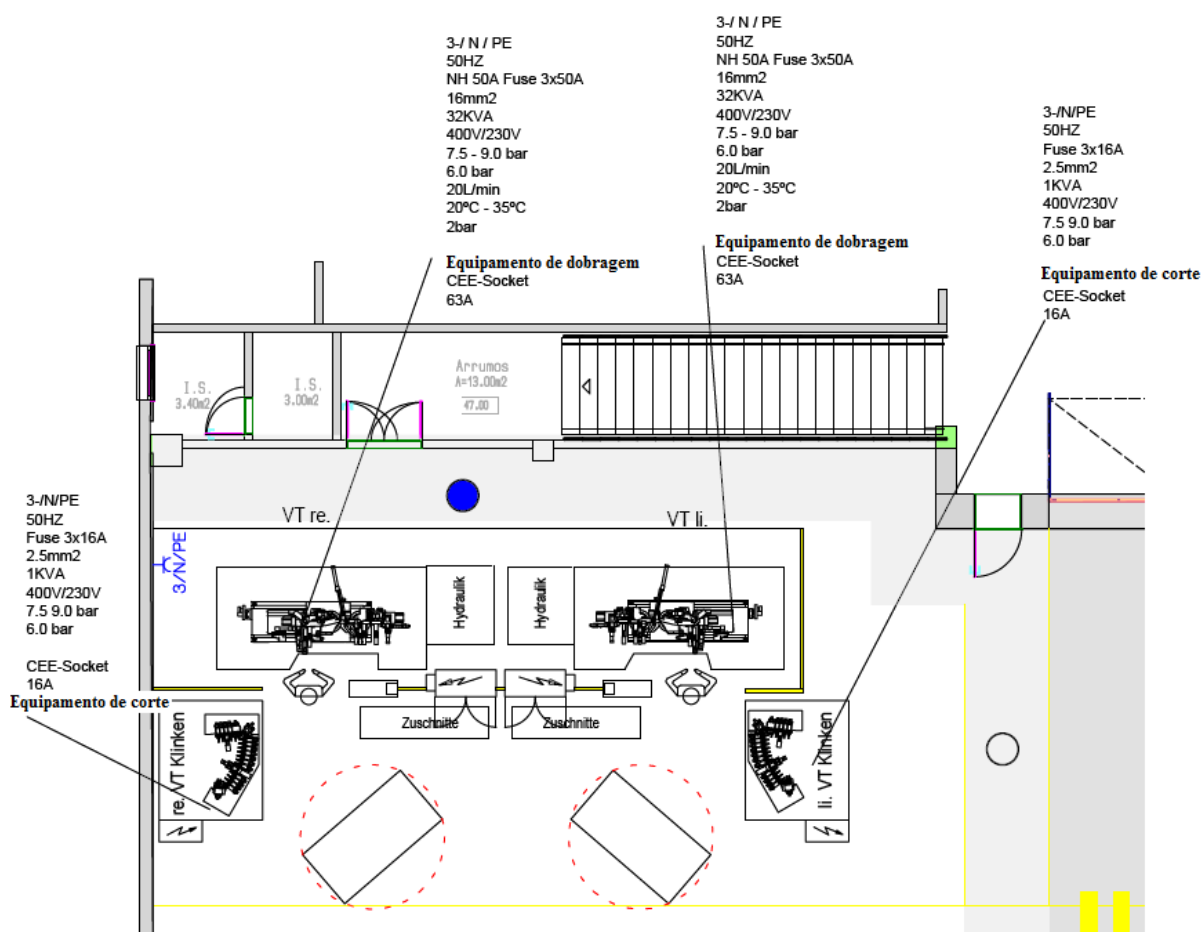 3-/ N / PE
50HZ
NH 50A Fuse 3x50A
16mm2
32KVA
400V/230V
7.5 - 9.0 bar
6.0 bar
20L/min
20ºC - 35ºC
2bar
Equipamento de dobragem
CEE-Socket
63A
3-/ N / PE
50HZ
NH 50A Fuse 3x50A
16mm2
32KVA
400V/230V
7.5 - 9.0 bar
6.0 bar
20L/min
20ºC - 35ºC
2bar
Equipamento de dobragem
CEE-Socket
63A
3-/N/PE
50HZ
Fuse 3x16A
2.5mm2
1KVA
400V/230V
7.5 9.0 bar
6.0 bar
Equipamento de corte
CEE-Socket
16A
I.S.
3.40m2
I.S.
3.00m2
Arrumos
A=13.00m2
47.00
3-/N/PE
50HZ
Fuse 3x16A
2.5mm2
1KVA
400V/230V
7.5 9.0 bar
6.0 bar
CEE-Socket
16A
Equipamento de corte
VT re.
VT li.
3/N/PE
Hydraulik
Hydraulik
Zuschnitte
Zuschnitte
re. VT Klinken
li. VT Klinken